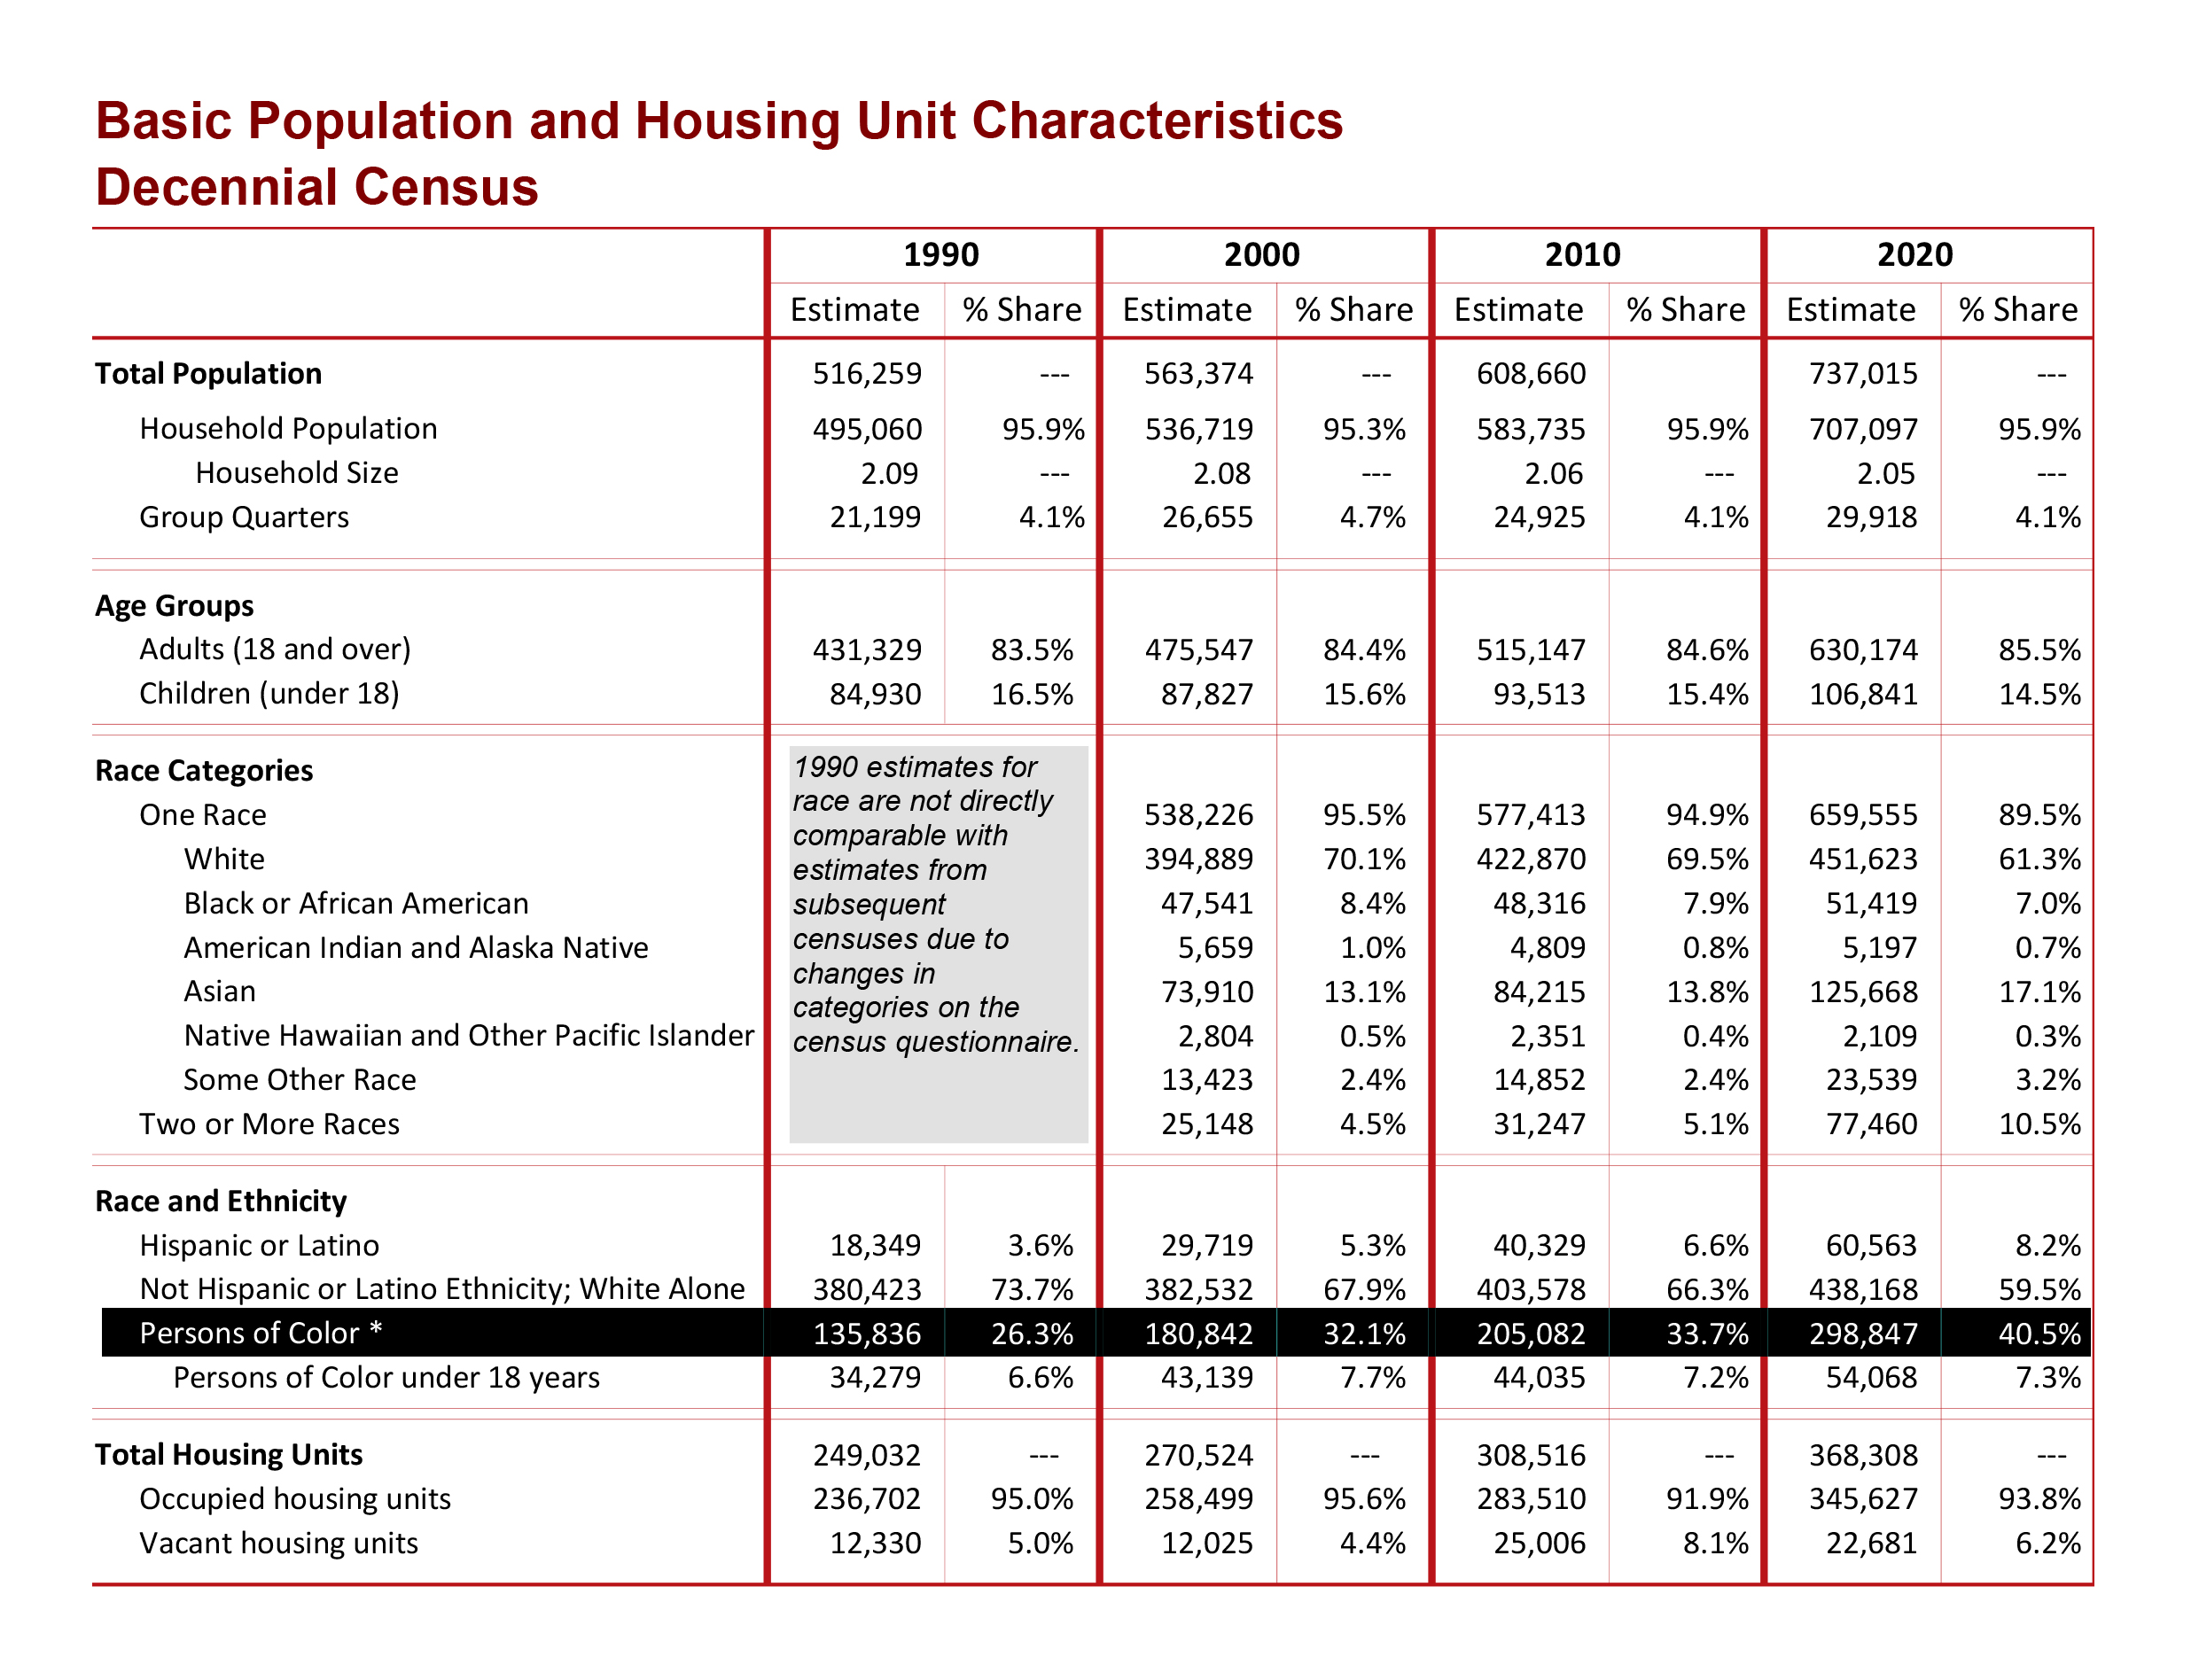 Basic Population and Housing Unit Characteristics
Decennial Census
1990 2000 2010 2020
Estimate % Share Estimate % Share Estimate % Share Estimate % Share
Total Population 516,259 --- 563,374 --- 608,660 737,015 ---
Household Population 495,060 95.9% 536,719 95.3% 583,735 95.9% 707,097 95.9%
Household Size 2.09 --- 2.08 --- 2.06 --- 2.05 ---
Group Quarters 21,199 4.1% 26,655 4.7% 24,925 4.1% 29,918 4.1%
Age Groups
Adults (18 and over) 431,329 83.5% 475,547 84.4% 515,147 84.6% 630,174 85.5%
Children (under 18) 84,930 16.5% 87,827 15.6% 93,513 15.4% 106,841 14.5%
Race Categories
1990 estimates for
race are not directly
comparable with
estimates from
subsequent
censuses due to
changes in
categories on the
census questionnaire.
One Race 538,226 95.5% 577,413 94.9% 659,555 89.5%
White 394,889 70.1% 422,870 69.5% 451,623 61.3%
Black or African American 47,541 8.4% 48,316 7.9% 51,419 7.0%
American Indian and Alaska Native 5,659 1.0% 4,809 0.8% 5,197 0.7%
Asian 73,910 13.1% 84,215 13.8% 125,668 17.1%
Native Hawaiian and Other Pacific Islander 2,804 0.5% 2,351 0.4% 2,109 0.3%
Some Other Race 13,423 2.4% 14,852 2.4% 23,539 3.2%
Two or More Races 25,148 4.5% 31,247 5.1% 77,460 10.5%
Race and Ethnicity
Hispanic or Latino 18,349 3.6% 29,719 5.3% 40,329 6.6% 60,563 8.2%
Not Hispanic or Latino Ethnicity; White Alone 380,423 73.7% 382,532 67.9% 403,578 66.3% 438,168 59.5%
Persons of Color * 135,836 26.3% 180,842 32.1% 205,082 33.7% 298,847 40.5%
Persons of Color under 18 years 34,279 6.6% 43,139 7.7% 44,035 7.2% 54,068 7.3%
Total Housing Units 249,032 --- 270,524 --- 308,516 --- 368,308 ---
Occupied housing units 236,702 95.0% 258,499 95.6% 283,510 91.9% 345,627 93.8%
Vacant housing units 12,330 5.0% 12,025 4.4% 25,006 8.1% 22,681 6.2%